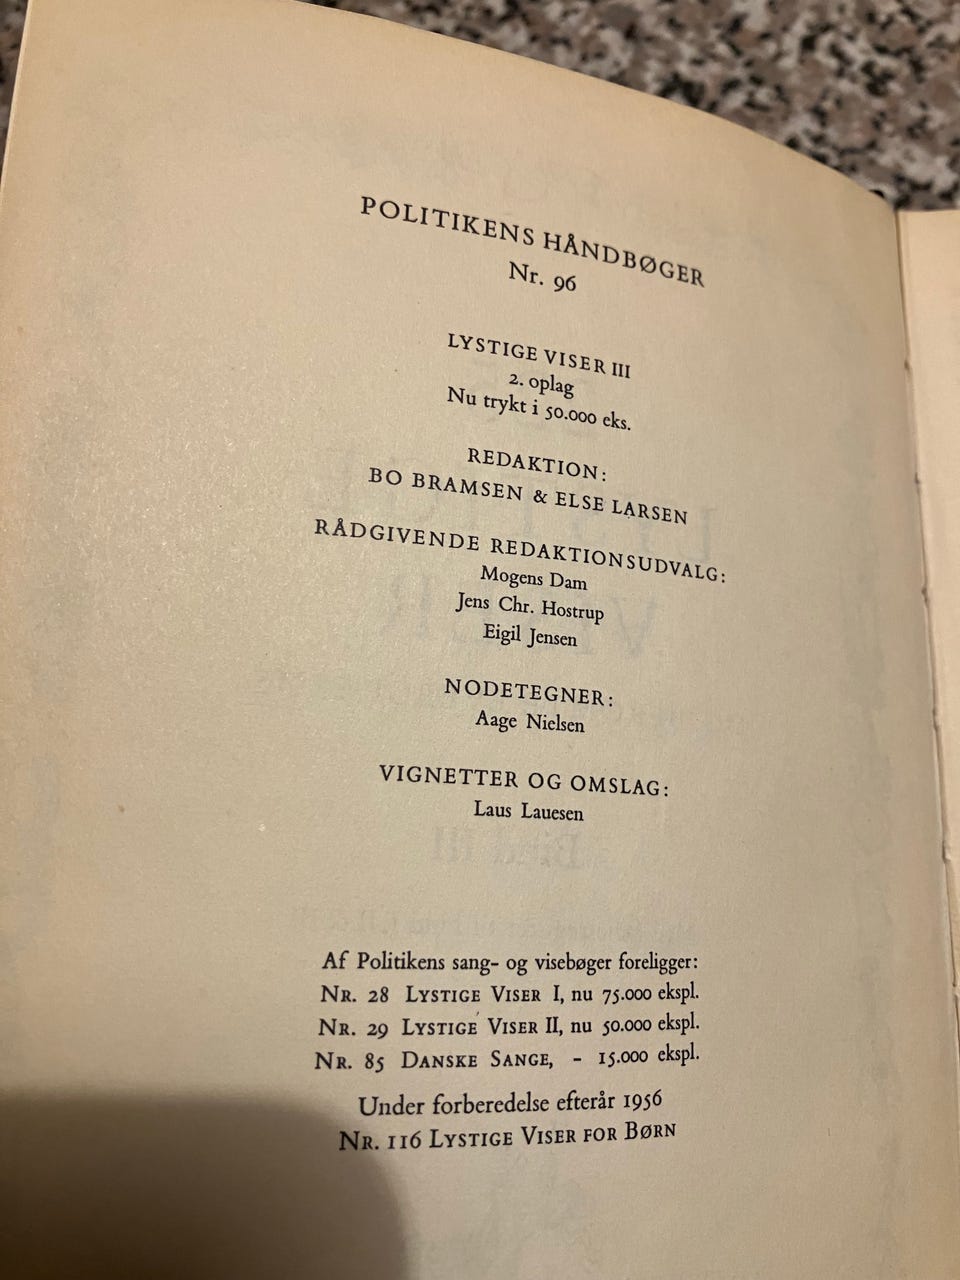 POLITIKENS HÅNDBØGER
Nr. 96
LYSTIGE VISER III
2. oplag
Nu trykt i 50.000 eks.
REDAKTION:
BO BRAMSEN & ELSE LARSEN
RÅDGIVENDE REDAKTIONSUDVALG:
Mogens Dam
Jens Chr. Hostrup
Eigil Jensen
NODETEGNER:
Aage Nielsen
VIGNETTER OG OMSLAG:
Laus Lauesen
Af Politikens sang- og visebøger foreligger:
NR. 28 LYSTIGE VISER I, nu 75.000 ekspl.
NR. 29 LYSTIGE VISER II, nu 50.000 ekspl.
NR. 85 DANSKE SANGE, - 15.000 ekspl.
Under forberedelse efterår 1956
NR. 116 LYSTIGE VISER FOR BØRN